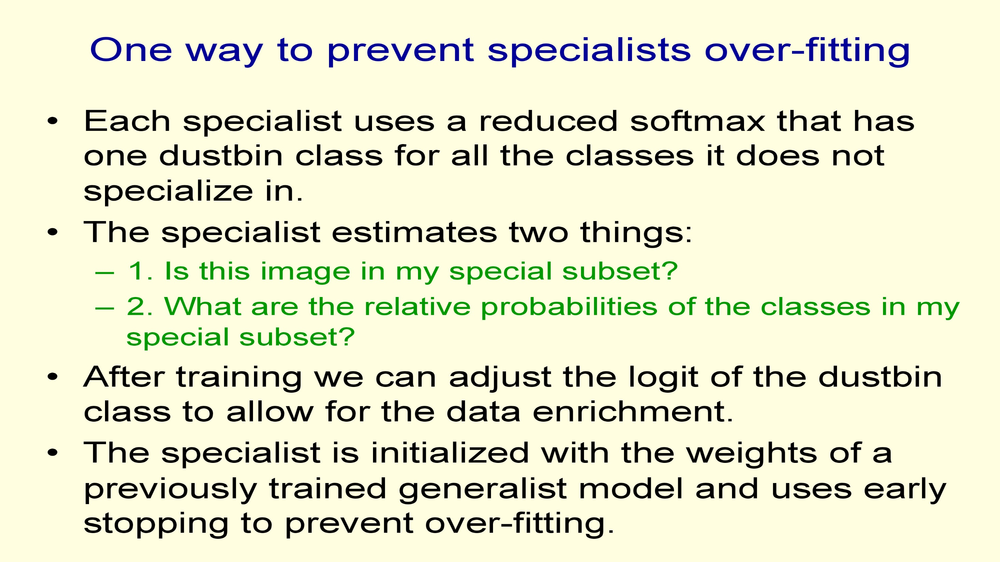 One way to prevent specialists over-fitting
• Each specialist uses a reduced softmax that has
one dustbin class for all the classes it does not
specialize in.
• The specialist estimates two things:
– 1. Is this image in my special subset?
– 2. What are the relative probabilities of the classes in my
special subset?
• After training we can adjust the logit of the dustbin
class to allow for the data enrichment.
• The specialist is initialized with the weights of a
previously trained generalist model and uses early
stopping to prevent over-fitting.